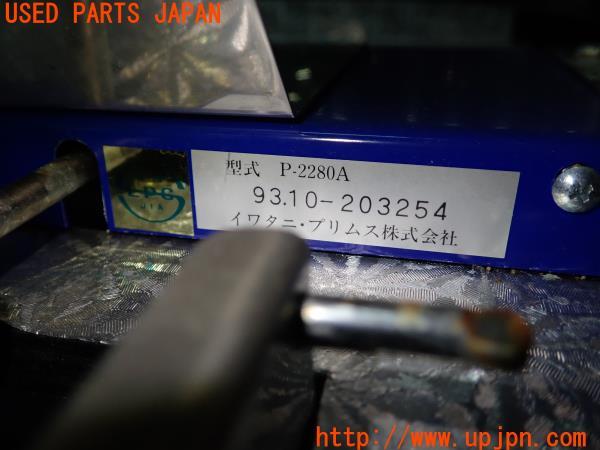 USED PARTS JAPAN
型式 P-2280A
93.10-203254
イワタニ・プリムス株式会社
JIA
http://www.upjpn.com/